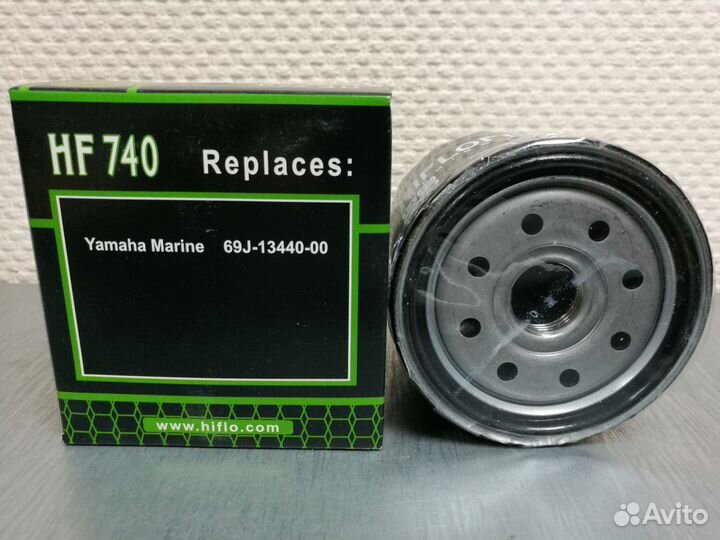 HF 740 Replaces:
Yamaha Marine 69J-13440-00
www.hiflo.com
Avito